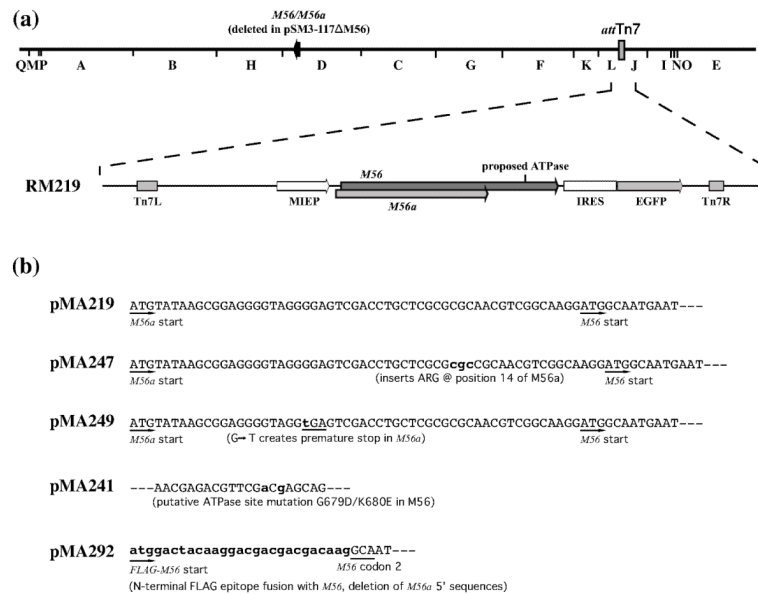 (a)
M56/M56a
(deleted in pSM3-117ΔM56)
attTn7
QMP A B H D C G F K L J I NO E
RM219
proposed ATPase
M56
Tn7L MIEP M56a IRES EGFP Tn7R
(b)
pMA219 ATGTATAAGCGGAGGGGTAGGGGAGTCGACCTGCTCGCGCGCAACGTCGGCAAGGATGGCAATGAAT---
M56a start M56 start
pMA247 ATGTATAAGCGGAGGGGTAGGGGAGTCGACCTGCTCGCGcgcCGCAACGTCGGCAAGGATGGCAATGAAT---
M56a start (inserts ARG @ position 14 of M56a) M56 start
pMA249 ATGTATAAGCGGAGGGGTAGGtGAGTCGACCTGCTCGCGCGCAACGTCGGCAAGGATGGCAATGAAT---
M56a start (G→T creates premature stop in M56a) M56 start
pMA241 ---AACGAGACGTTCGaCgAGCAG---
(putative ATPase site mutation G679D/K680E in M56)
pMA292 atggactacaaggacgacgacgacaagGCAAT---
FLAG-M56 start M56 codon 2
(N-terminal FLAG epitope fusion with M56, deletion of M56a 5' sequences)